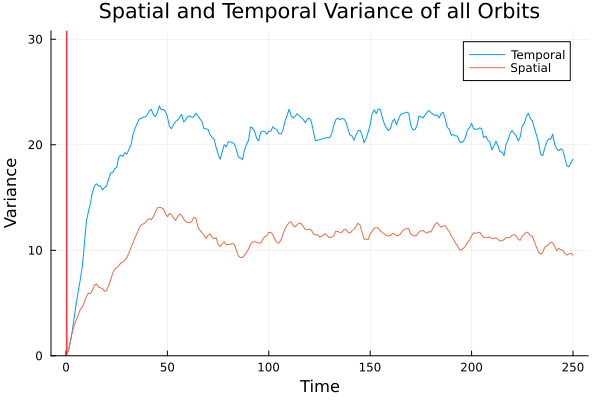 Spatial and Temporal Variance of all Orbits
Temporal
Spatial
Variance
30
20
10
0
0 50 100 150 200 250
Time